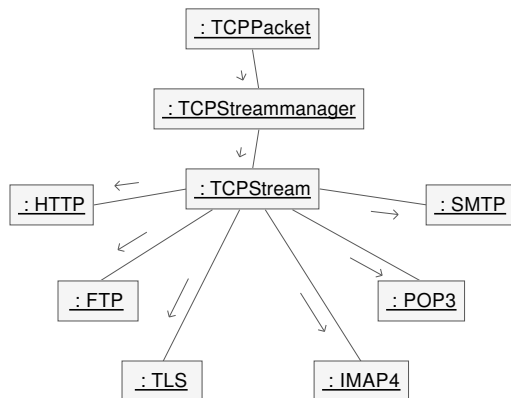 : TCPPacket
: TCPStreammanager
: TCPStream
: HTTP
: SMTP
: FTP
: POP3
: TLS
: IMAP4